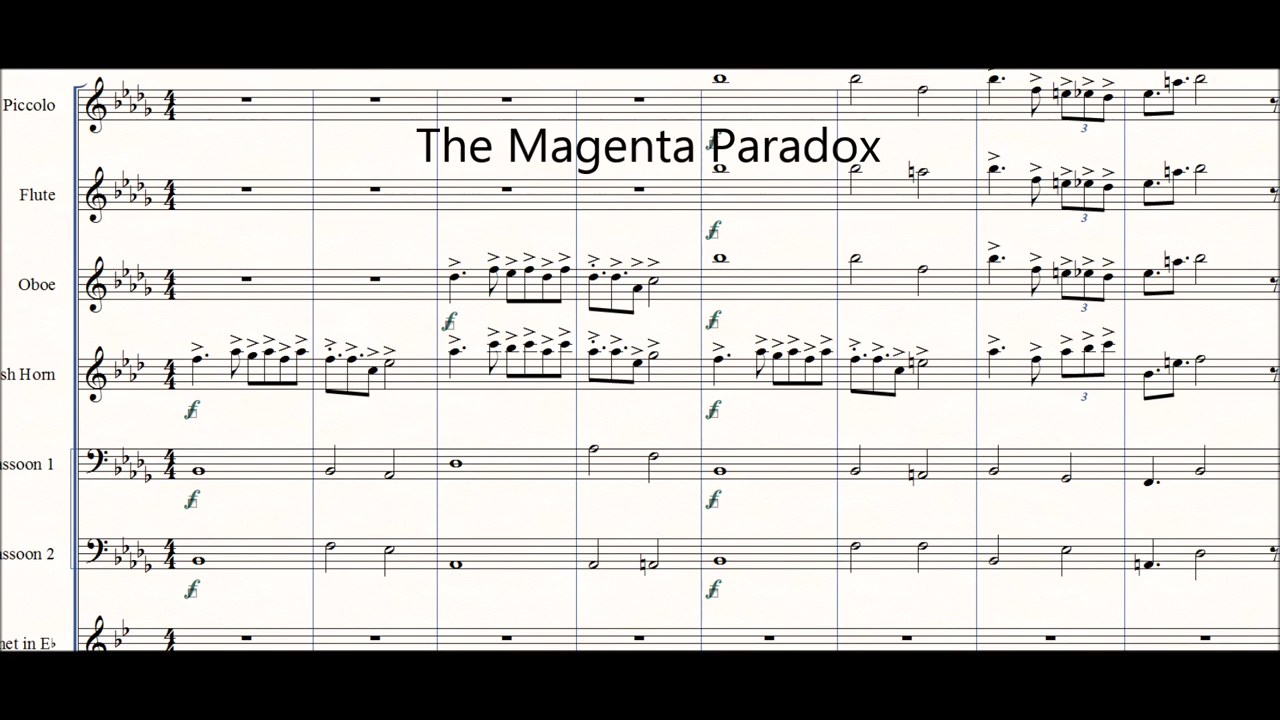 Piccolo
The Magenta Paradox
Flute
Oboe
sh Horn
assoon 1
assoon 2
net in E♭